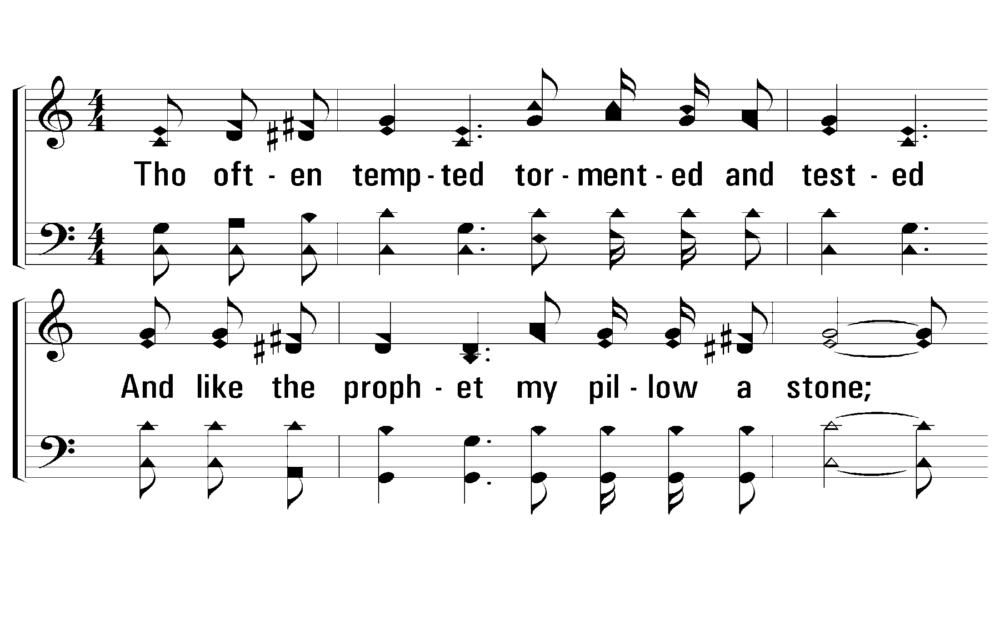 Tho oft - en temp - ted tor - ment - ed and test - ed
And like the proph - et my pil - low a stone;